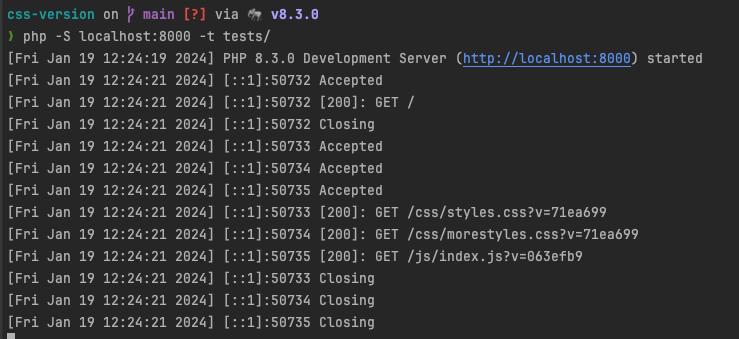 css-version on main [?] via 🐘 v8.3.0
❯ php -S localhost:8000 -t tests/
[Fri Jan 19 12:24:19 2024] PHP 8.3.0 Development Server (http://localhost:8000) started
[Fri Jan 19 12:24:21 2024] [::1]:50732 Accepted
[Fri Jan 19 12:24:21 2024] [::1]:50732 [200]: GET /
[Fri Jan 19 12:24:21 2024] [::1]:50732 Closing
[Fri Jan 19 12:24:21 2024] [::1]:50733 Accepted
[Fri Jan 19 12:24:21 2024] [::1]:50734 Accepted
[Fri Jan 19 12:24:21 2024] [::1]:50735 Accepted
[Fri Jan 19 12:24:21 2024] [::1]:50733 [200]: GET /css/styles.css?v=71ea699
[Fri Jan 19 12:24:21 2024] [::1]:50734 [200]: GET /css/morestyles.css?v=71ea699
[Fri Jan 19 12:24:21 2024] [::1]:50735 [200]: GET /js/index.js?v=063efb9
[Fri Jan 19 12:24:21 2024] [::1]:50733 Closing
[Fri Jan 19 12:24:21 2024] [::1]:50734 Closing
[Fri Jan 19 12:24:21 2024] [::1]:50735 Closing